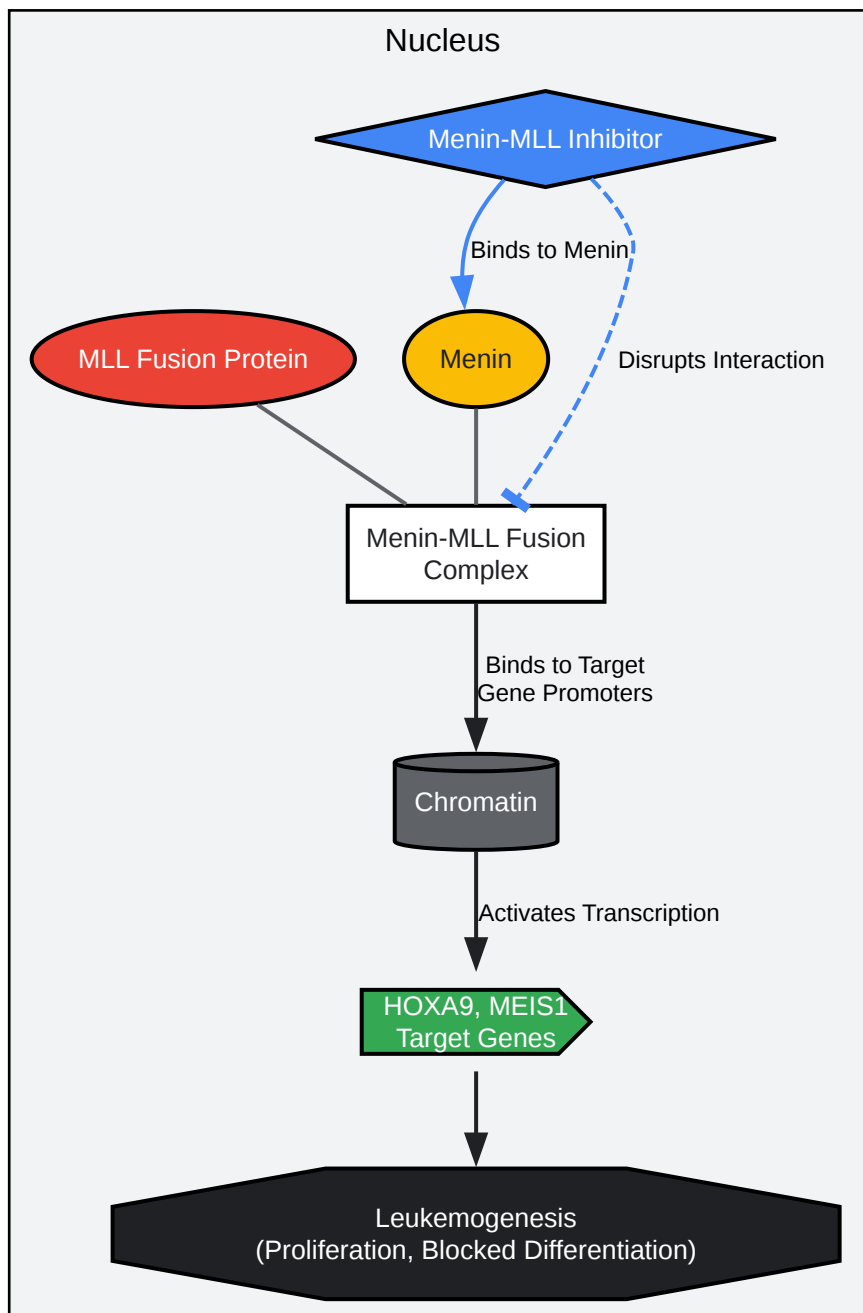 Nucleus
Menin-MLL Inhibitor
Binds to Menin
MLL Fusion Protein
Menin
Disrupts Interaction
Menin-MLL Fusion
Complex
Binds to Target
Gene Promoters
Chromatin
Activates Transcription
HOXA9, MEIS1
Target Genes
Leukemogenesis
(Proliferation, Blocked Differentiation)